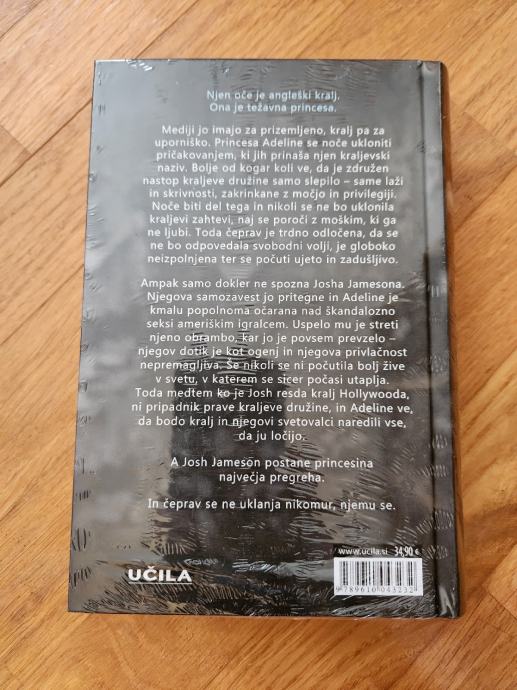 Njen oče je angleški kralj.
Ona je težavna princesa.
Mediji jo imajo za prizemljeno, kralj pa za
uporniško. Princesa Adeline se noče ukloniti
pričakovanjem, ki jih prinaša njen kraljevski
naziv. Bolje od kogar koli ve, da je združen
nastop kraljeve družine samo slepilo – same laži
in skrivnosti, zakrinkane z močjo in privilegiji.
Noče biti del tega in nikoli se ne bo uklonila
kraljevi zahtevi, naj se poroči z moškim, ki ga
ne ljubi. Toda čeprav je trdno odločena, da se
ne bo odpovedala svobodni volji, je globoko
neizpolnjena ter se počuti ujeto in zadušljivo.
Ampak samo dokler ne spozna Josha Jamesona.
Njegova samozavest jo pritegne in Adeline je
kmalu popolnoma očarana nad škandalozno
seksi ameriškim igralcem. Uspelo mu je streti
njeno obrambo, kar jo je povsem prevzelo –
njegov dotik je kot ogenj in njegova privlačnost
nepremagljiva. Še nikoli se ni počutila bolj žive
v svetu, v katerem se sicer počasi utaplja.
Toda medtem ko je Josh resda kralj Hollywooda,
ni pripadnik prave kraljeve družine, in Adeline ve,
da bodo kralj in njegovi svetovalci naredili vse,
da ju ločijo.
A Josh Jameson postane princesina
največja pregreha.
In čeprav se ne uklanja nikomur, njemu se.
www.ucila.si 34,90 €
UČILA
9 789610 043232